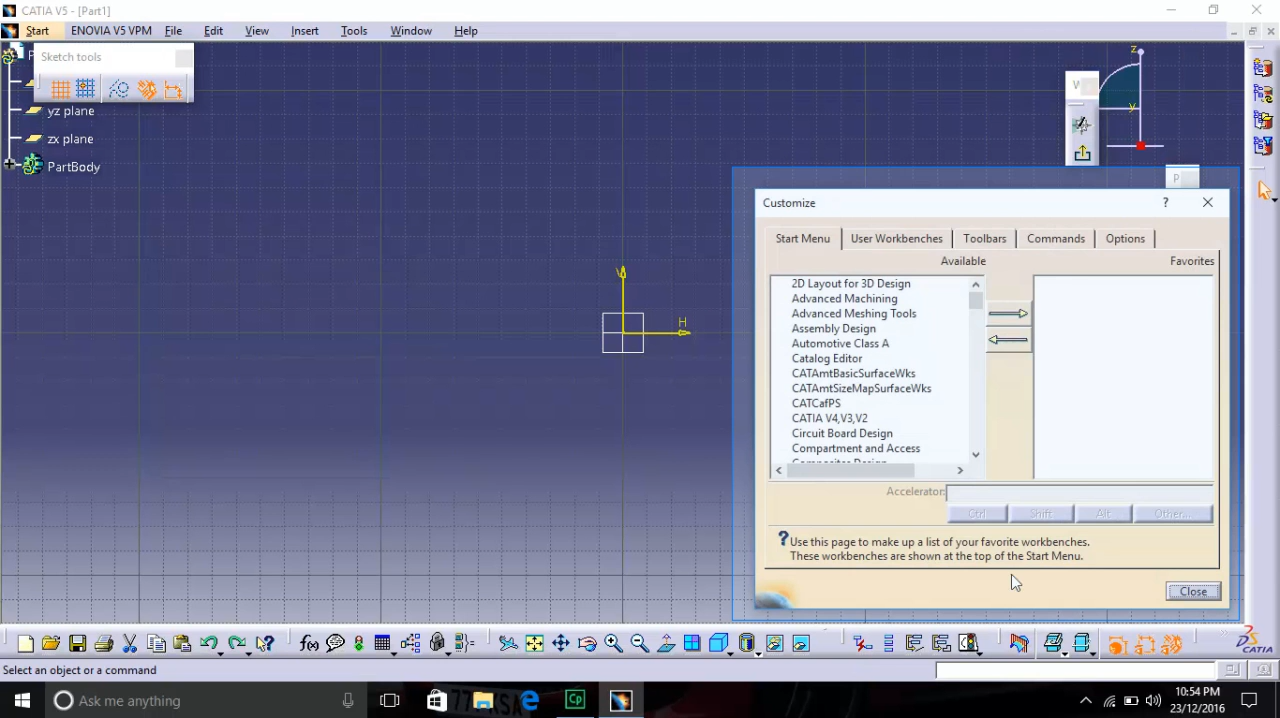 CATIA V5 - [Part1]
Start ENOVIA V5 VPM File Edit View Insert Tools Window Help
Sketch tools
yz plane
zx plane
PartBody
z
y
V
H
W
P
Customize
?
Start Menu User Workbenches Toolbars Commands Options
Available Favorites
2D Layout for 3D Design
Advanced Machining
Advanced Meshing Tools
Assembly Design
Automotive Class A
Catalog Editor
CATAmtBasicSurfaceWks
CATAmtSizeMapSurfaceWks
CATCafPS
CATIA V4,V3,V2
Circuit Board Design
Compartment and Access
Composites Design
Accelerator:
Ctrl Shift Alt Other...
Use this page to make up a list of your favorite workbenches.
These workbenches are shown at the top of the Start Menu.
Close
f(x)
CATIA
Select an object or a command
Ask me anything
Cp
10:54 PM
23/12/2016